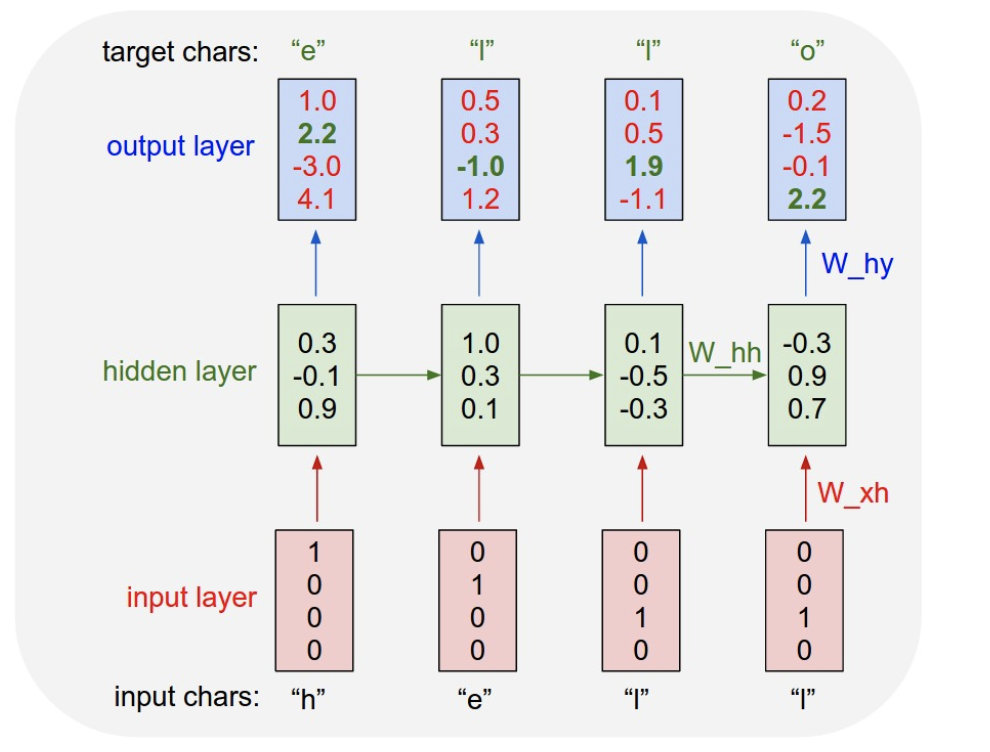 target chars: “e” “l” “l” “o”
1.0 0.5 0.1 0.2
2.2 0.3 0.5 -1.5
output layer
-3.0 -1.0 1.9 -0.1
4.1 1.2 -1.1 2.2
W_hy
0.3 1.0 0.1 -0.3
W_hh
hidden layer
-0.1 0.3 -0.5 0.9
0.9 0.1 -0.3 0.7
W_xh
1 0 0 0
0 1 0 0
input layer
0 0 1 1
0 0 0 0
input chars: “h” “e” “l” “l”